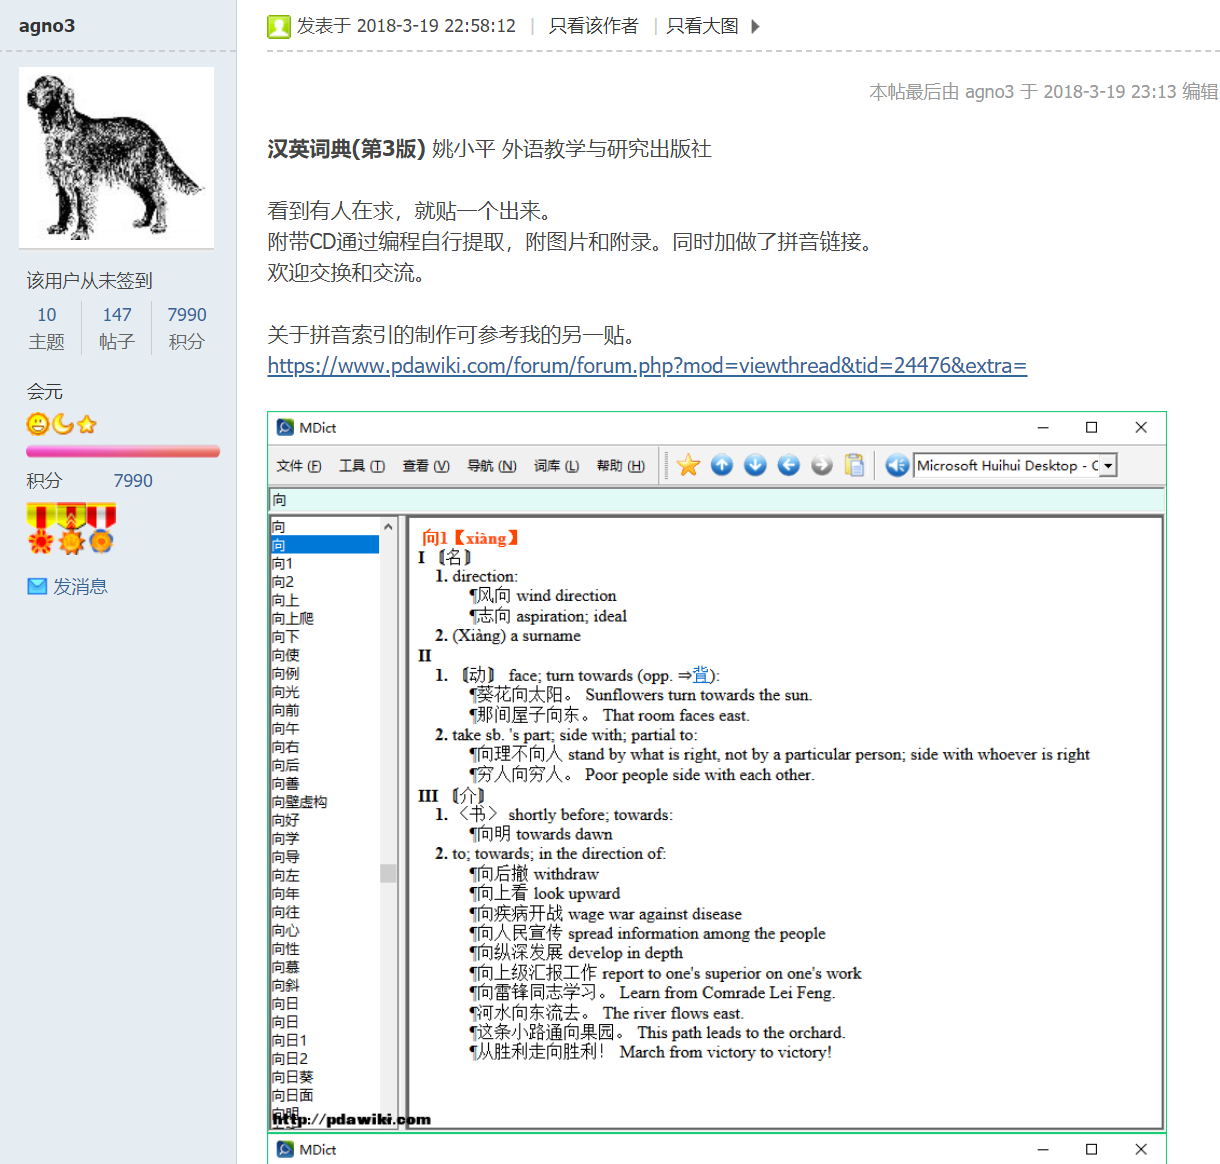 agno3
发表于 2018-3-19 22:58:12 | 只看该作者 | 只看大图
本帖最后由 agno3 于 2018-3-19 23:13 编辑
该用户从未签到
10 147 7990
主题 帖子 积分
会元
积分 7990
发消息
汉英词典(第3版) 姚小平 外语教学与研究出版社
看到有人在求，就贴一个出来。
附带CD通过编程自行提取，附图片和附录。同时加做了拼音链接。
欢迎交换和交流。
关于拼音索引的制作可参考我的另一贴。
https://www.pdawiki.com/forum/forum.php?mod=viewthread&tid=24476&extra=
MDict
文件 (F) 工具 (T) 查看 (V) 导航 (N) 词库 (L) 帮助 (H) Microsoft Huihui Desktop - C
向
向
向
向1
向2
向上
向上爬
向下
向使
向例
向光
向前
向午
向右
向后
向善
向壁虚构
向好
向学
向导
向左
向年
向往
向心
向性
向慕
向斜
向日
向日
向日1
向日2
向日葵
向日面
向明
http://pdawiki.com
向1【xiàng】
I 〘名〙
1. direction:
¶风向 wind direction
¶志向 aspiration; ideal
2. (Xiàng) a surname
II
1. 〘动〙 face; turn towards (opp. ⇒背):
¶葵花向太阳。 Sunflowers turn towards the sun.
¶那间屋子向东。 That room faces east.
2. take sb. 's part; side with; partial to:
¶向理不向人 stand by what is right, not by a particular person; side with whoever is right
¶穷人向穷人。 Poor people side with each other.
III 〘介〙
1. 〈书〉 shortly before; towards:
¶向明 towards dawn
2. to; towards; in the direction of:
¶向后撤 withdraw
¶向上看 look upward
¶向疾病开战 wage war against disease
¶向人民宣传 spread information among the people
¶向纵深发展 develop in depth
¶向上级汇报工作 report to one's superior on one's work
¶向雷锋同志学习。 Learn from Comrade Lei Feng.
¶河水向东流去。 The river flows east.
¶这条小路通向果园。 This path leads to the orchard.
¶从胜利走向胜利！ March from victory to victory!
MDict